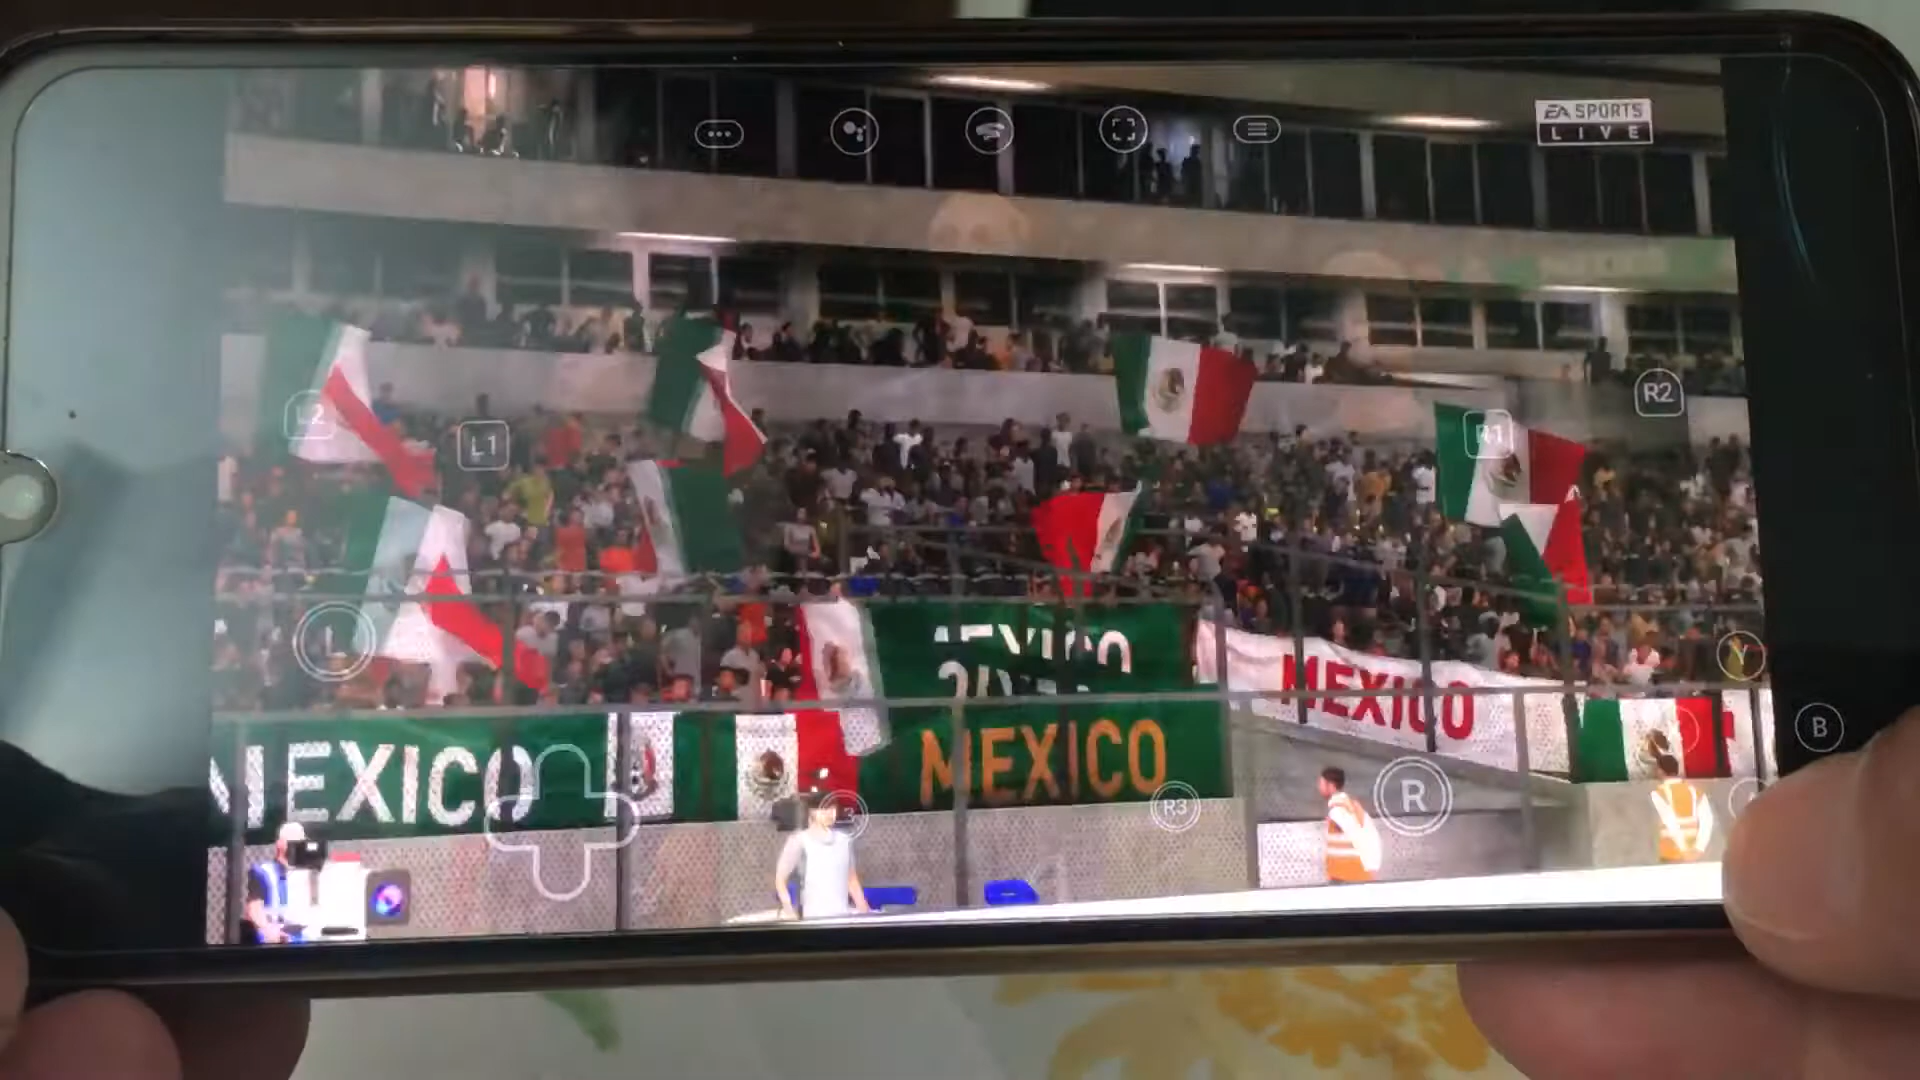 EA SPORTS
LIVE
L2
L1
R1
R2
L
Y
B
MEXICO
MEXICO
MEXICO
MEXICO
R3
R